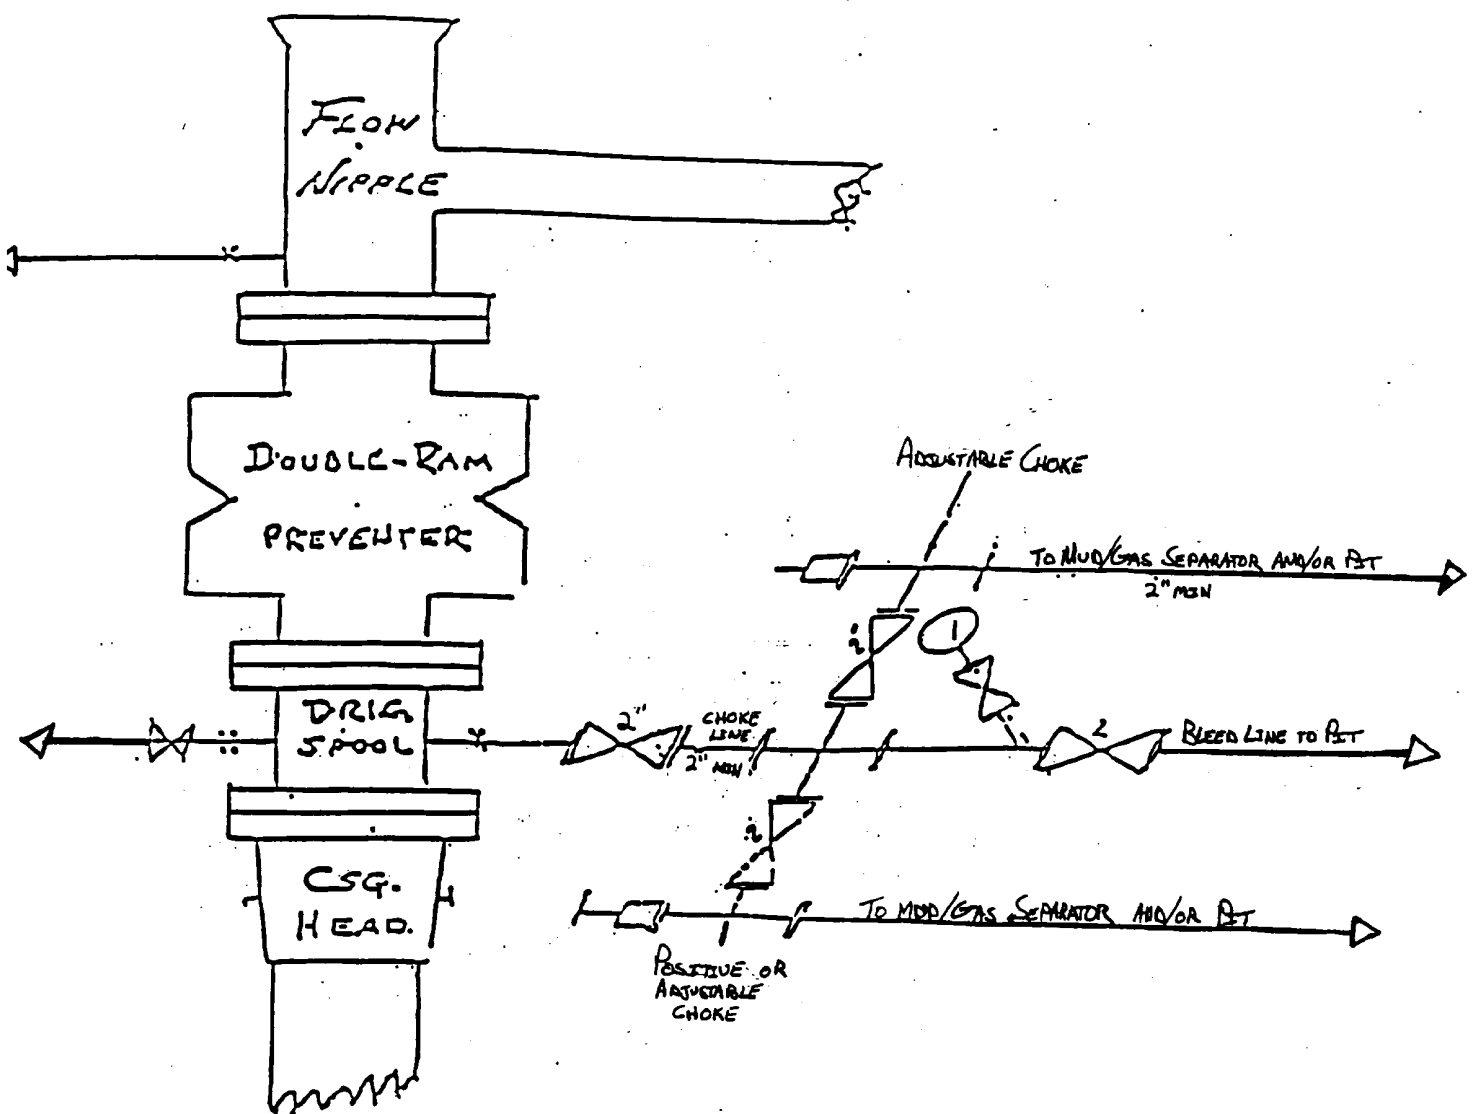 FLOW
NIPPLE
DOUBLE-RAM
PREVENTER
ADJUSTABLE CHOKE
TO MUD/GAS SEPARATOR AND/OR PIT
2" MIN
2
1
DRLG
SPOOL
2"
CHOKE
LINE
2" MIN
2
BLEED LINE TO PIT
2
CSG.
HEAD.
TO MUD/GAS SEPARATOR AND/OR PIT
POSITIVE OR
ADJUSTABLE
CHOKE